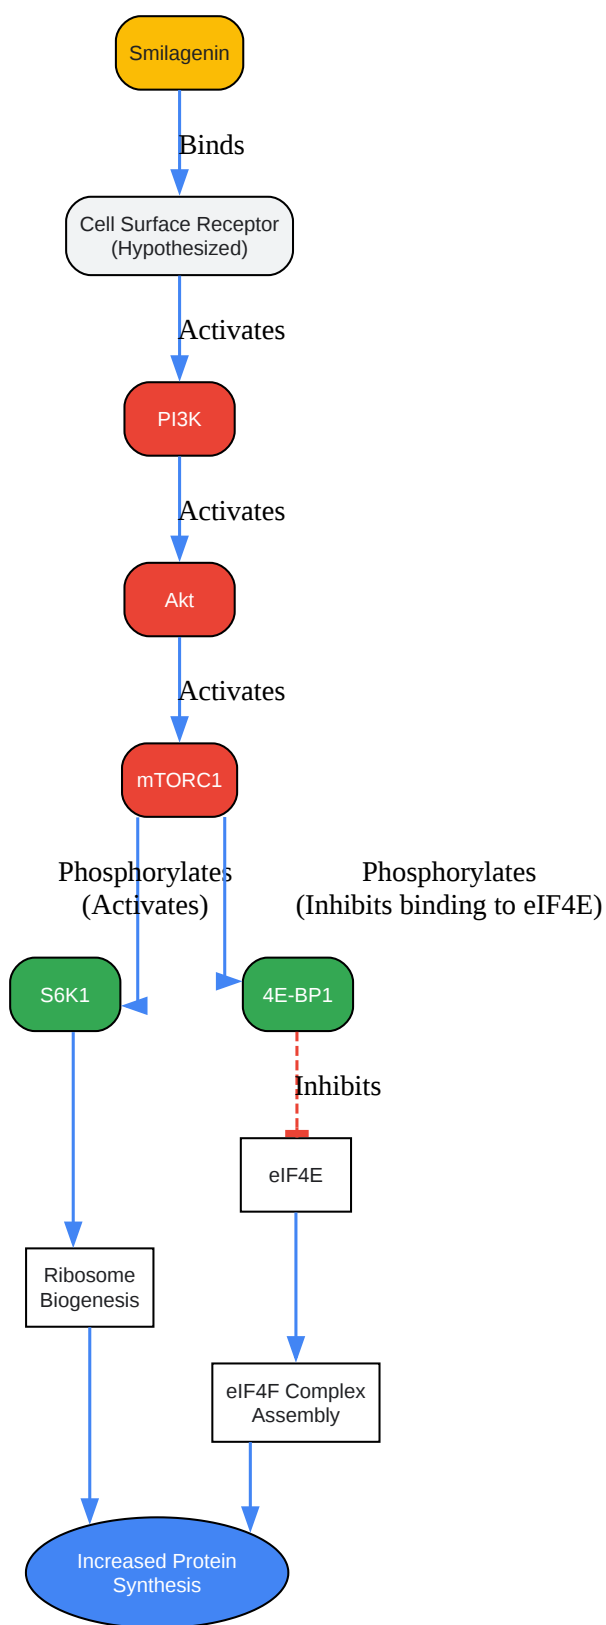 Smilagenin
Binds
Cell Surface Receptor
(Hypothesized)
Activates
PI3K
Activates
Akt
Activates
mTORC1
Phosphorylates
(Activates)
Phosphorylates
(Inhibits binding to eIF4E)
S6K1
4E-BP1
Inhibits
eIF4E
Ribosome
Biogenesis
eIF4F Complex
Assembly
Increased Protein
Synthesis